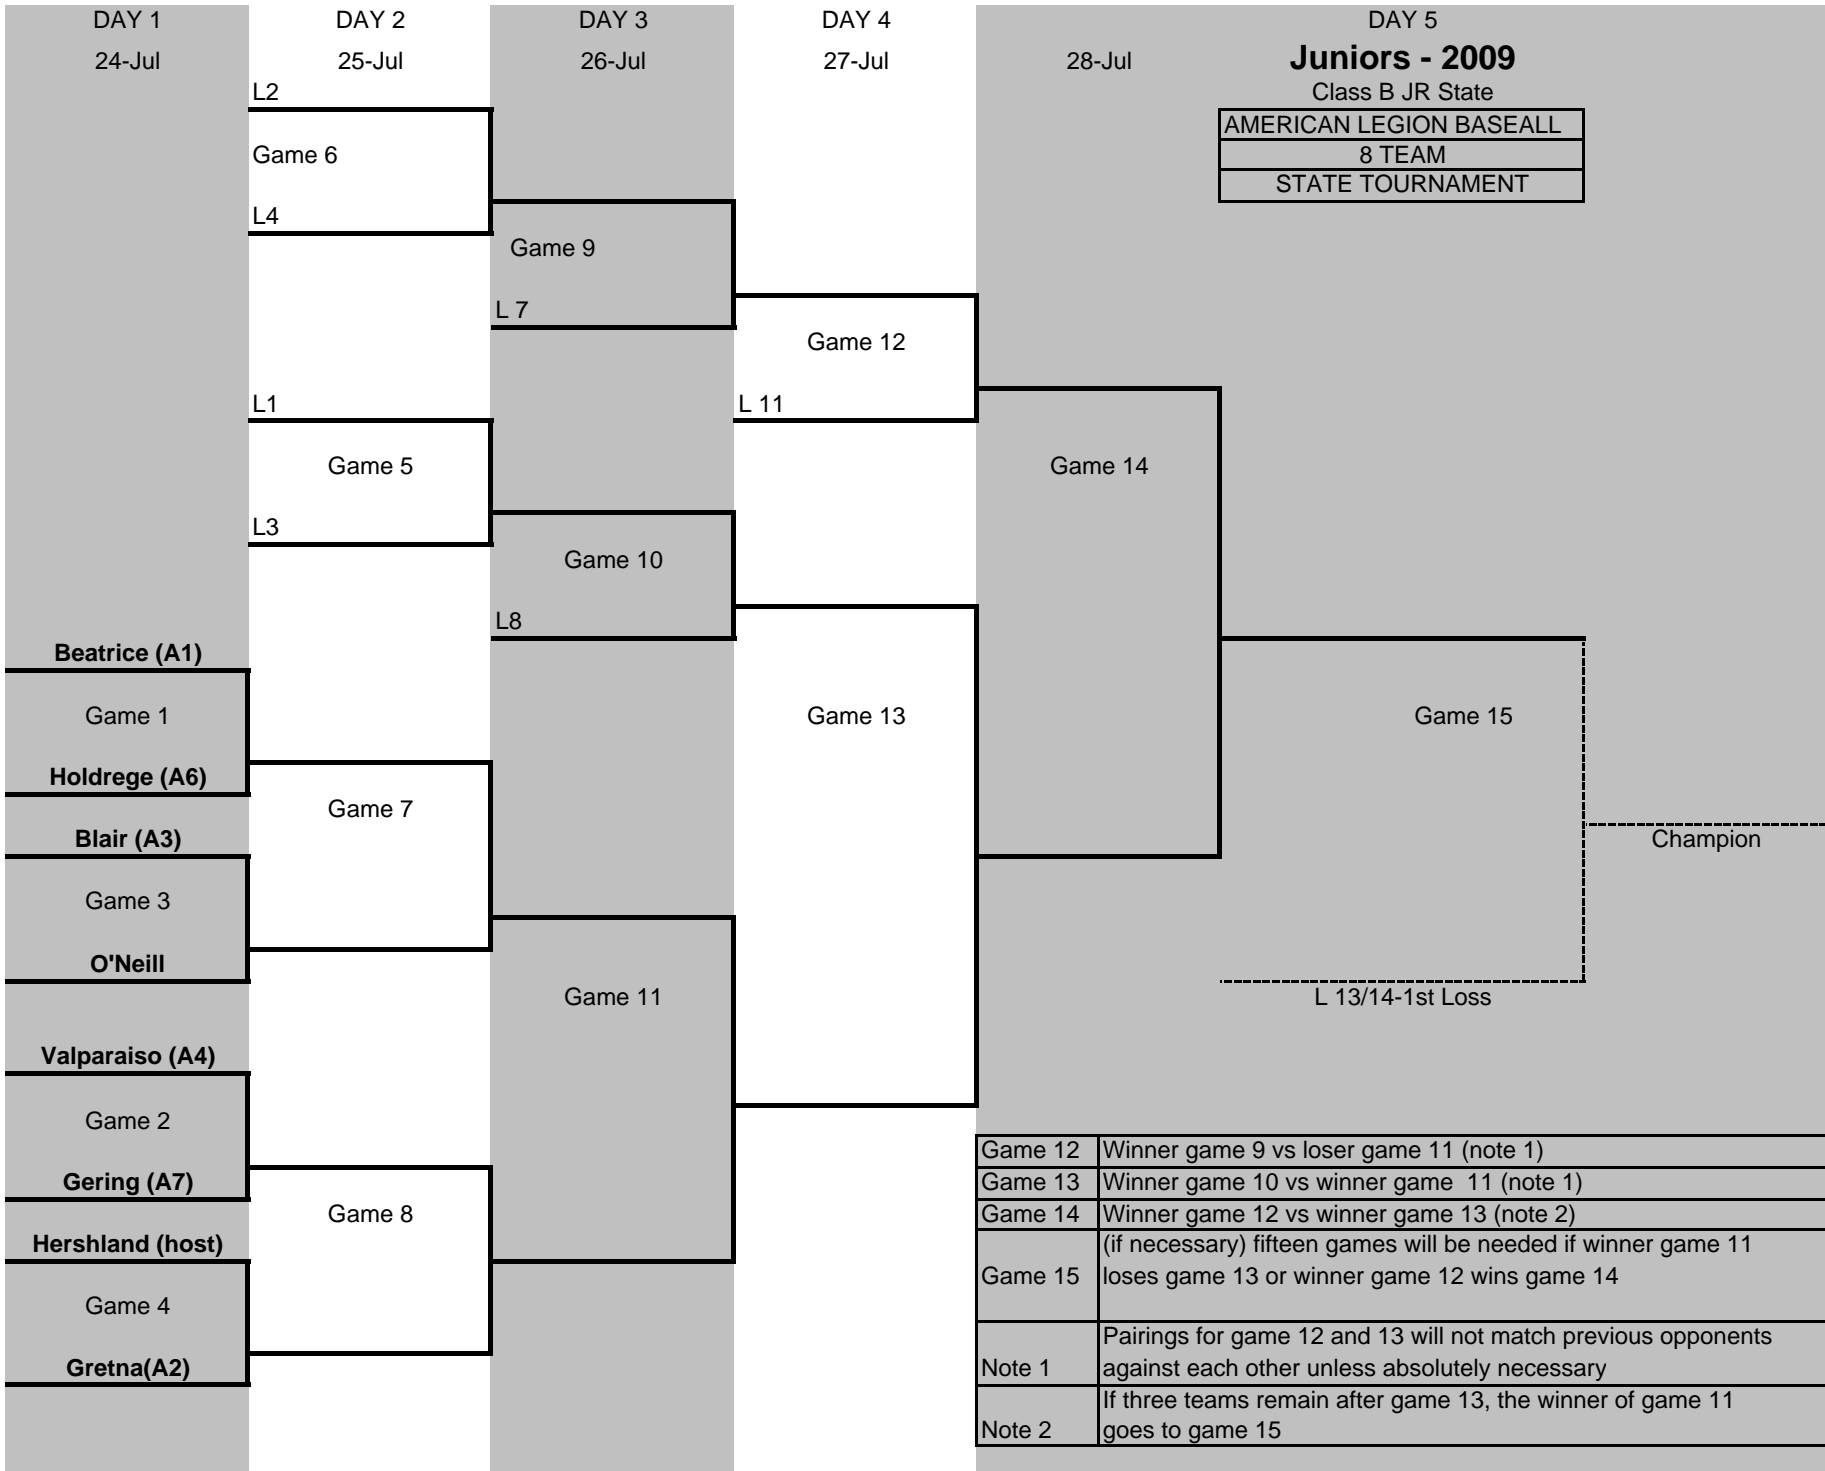 DAY 1
DAY 2
DAY 3
DAY 4
DAY 5
24-Jul
25-Jul
26-Jul
27-Jul
28-Jul
Juniors - 2009
Class B JR State
AMERICAN LEGION BASEALL
8 TEAM
STATE TOURNAMENT
L2
Game 6
L4
Game 9
L 7
Game 12
L 11
L1
Game 5
L3
Game 14
Game 10
L8
Beatrice (A1)
Game 1
Holdrege (A6)
Game 13
Game 15
Game 7
Blair (A3)
Game 3
O'Neill
Champion
Game 11
L 13/14-1st Loss
Valparaiso (A4)
Game 2
Gering (A7)
Game 8
Hershland (host)
Game 4
Gretna(A2)
Game 12 Winner game 9 vs loser game 11 (note 1)
Game 13 Winner game 10 vs winner game  11 (note 1)
Game 14 Winner game 12 vs winner game 13 (note 2)
(if necessary) fifteen games will be needed if winner game 11
Game 15 loses game 13 or winner game 12 wins game 14
Pairings for game 12 and 13 will not match previous opponents
Note 1 against each other unless absolutely necessary
If three teams remain after game 13, the winner of game 11
Note 2 goes to game 15